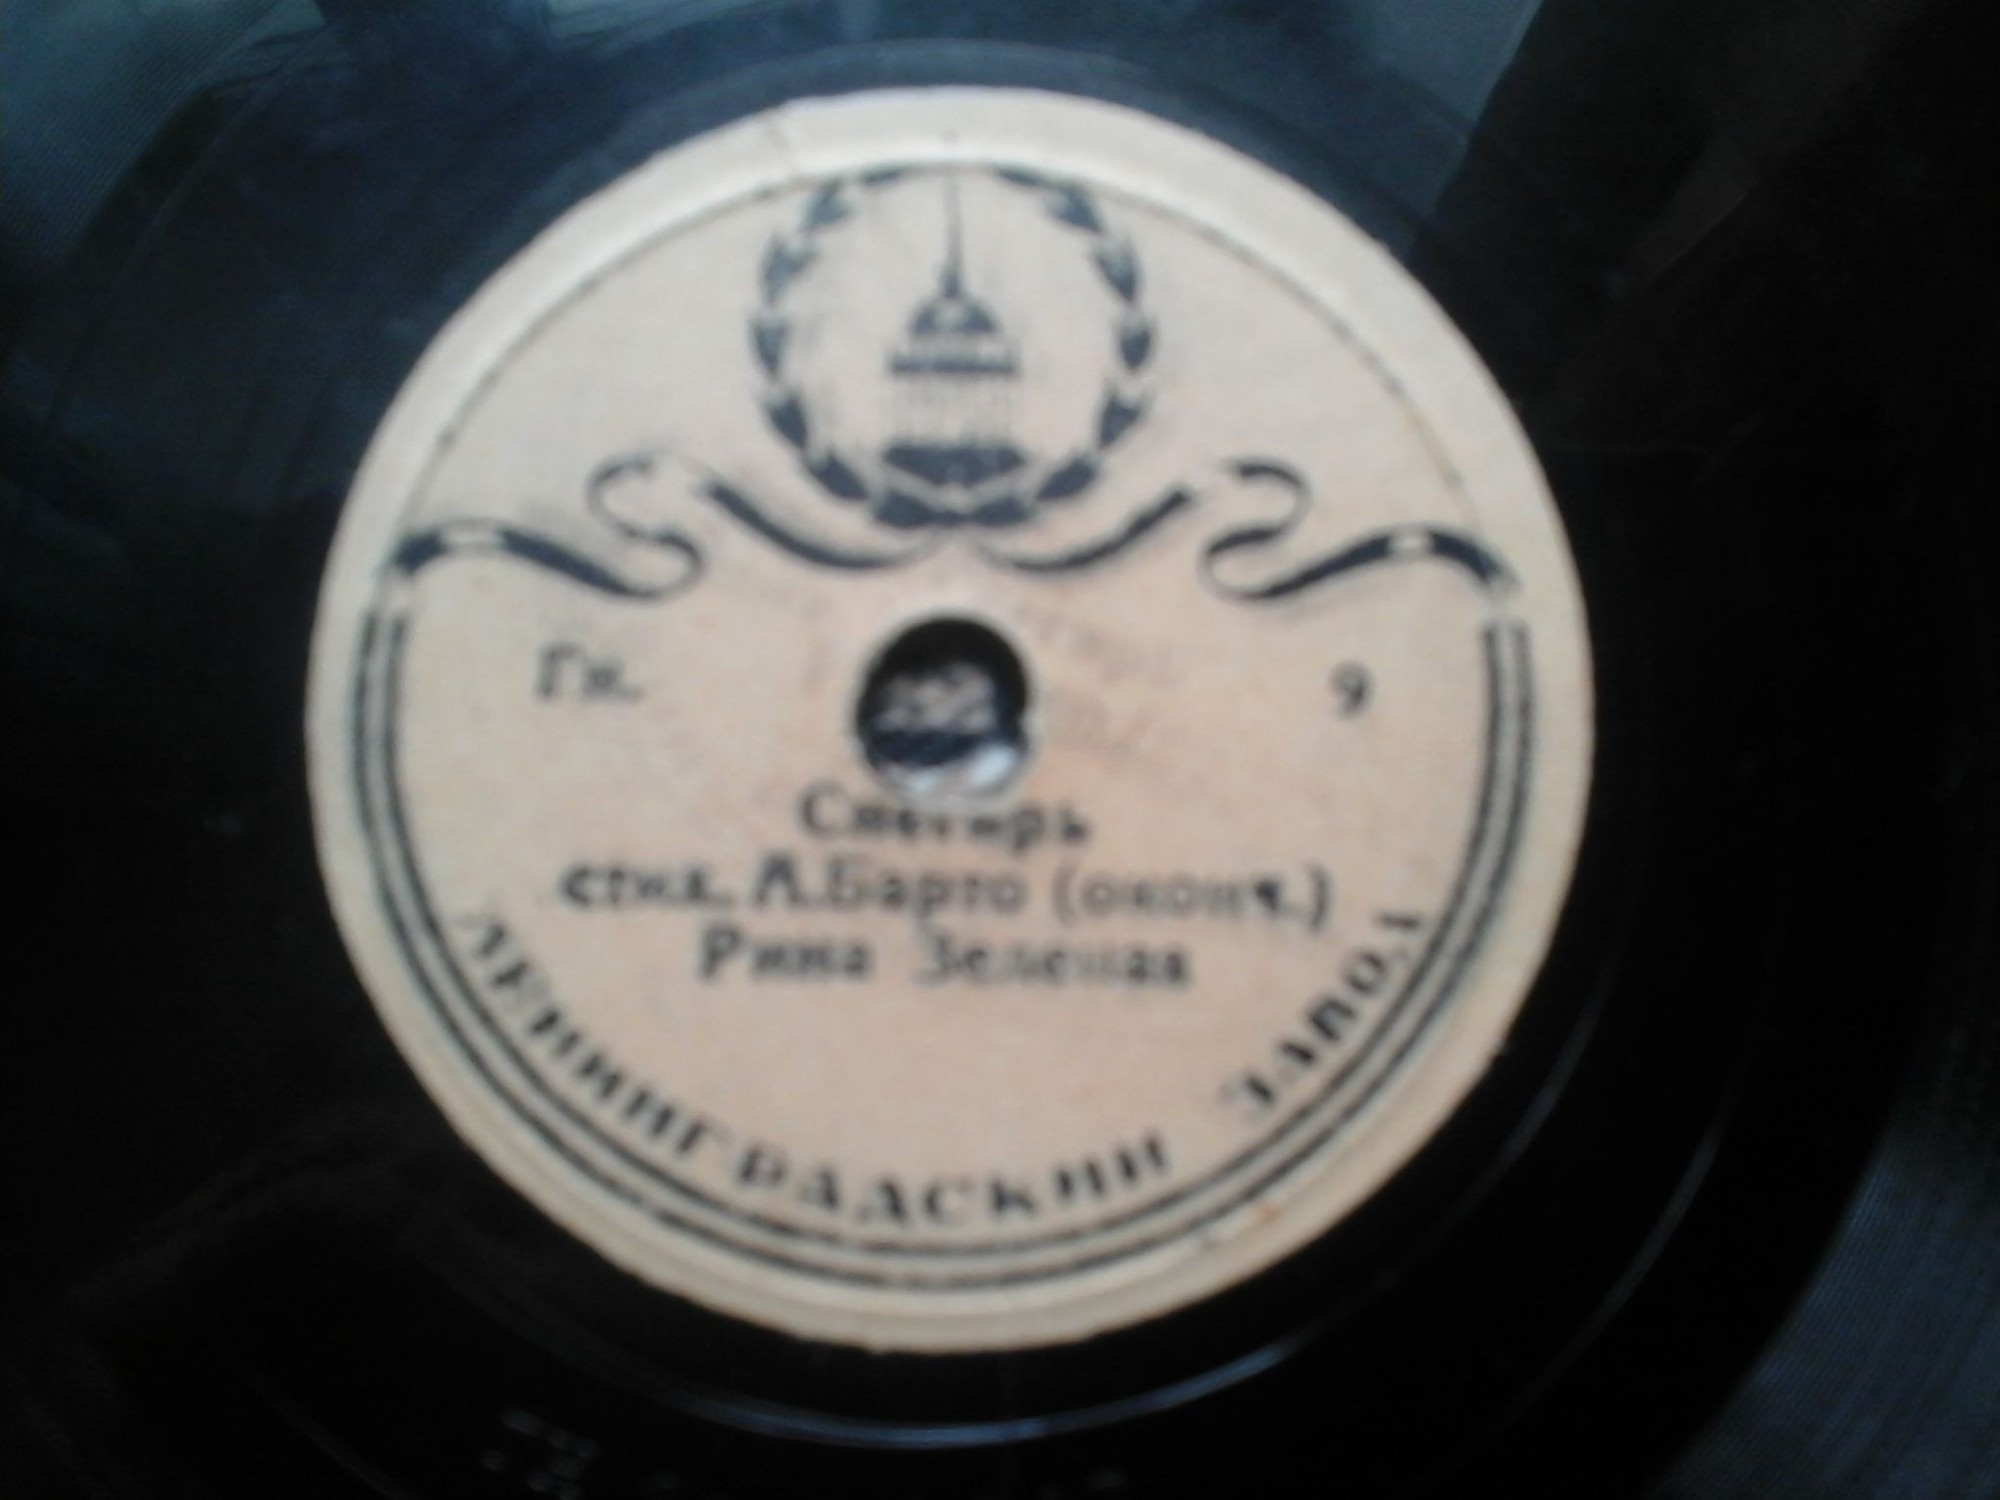 Гн. 9
Снегирь
стих. А.Барто (оконч.)
Рина Зеленая
ЛЕНИНГРАДСКИЙ ЗАВОД